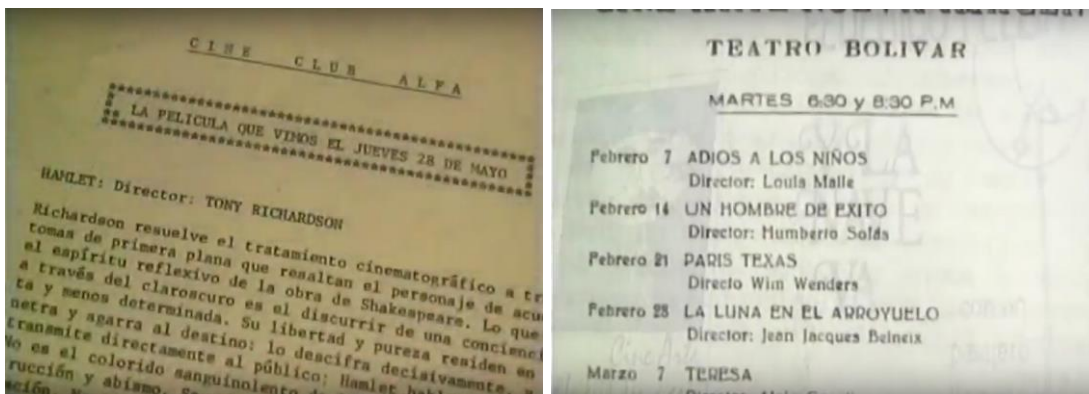 CINE CLUB ALFA
LA PELICULA QUE VIMOS EL JUEVES 28 DE MAYO
HAMLET: Director: TONY RICHARDSON
Richardson resuelve el tratamiento cinematográfico a tr
tomas de primera plana que resaltan el personaje de acue
el espíritu reflexivo de la obra de Shakespeare. Lo que
a través del claroscuro es el discurrir de una concienci
ta y menos determinada. Su libertad y pureza residen en
netra y agarra al destino: lo descifra decisivamente.
transmite directamente al público; Hamlet
No es el colorido sanguinolento
rucción y abismo.
TEATRO BOLIVAR
MARTES 6:30 y 8:30 P.M
Febrero 7 ADIOS A LOS NIÑOS
Director: Louis Malle
Febrero 14 UN HOMBRE DE EXITO
Director: Humberto Solás
Febrero 21 PARIS TEXAS
Directo Wim Wenders
Febrero 28 LA LUNA EN EL ARROYUELO
Director: Jean Jacques Beineix
Marzo 7 TERESA